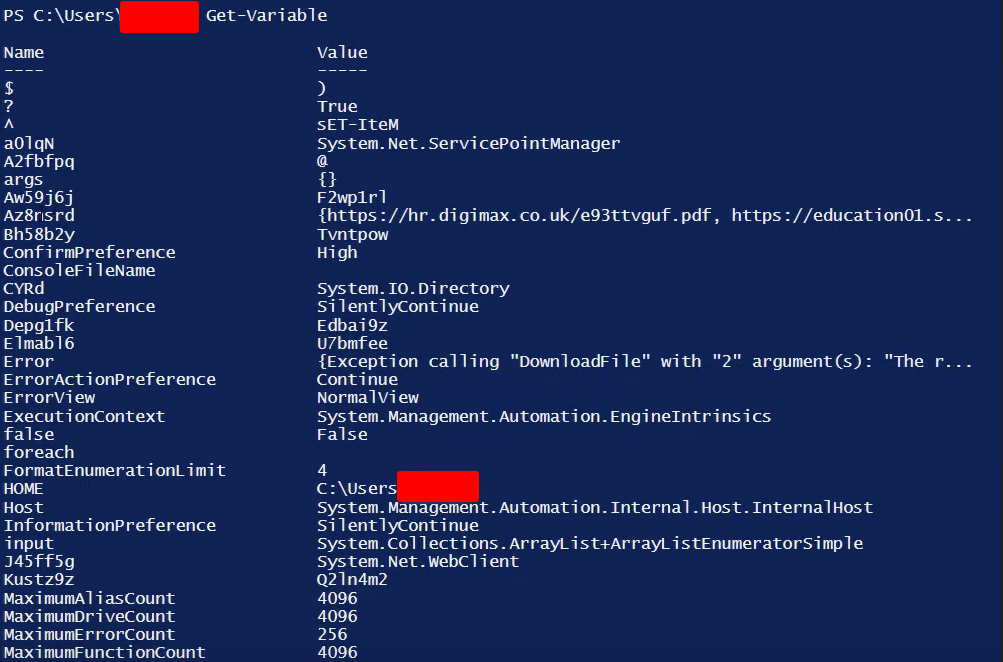 PS C:\Users\ Get-Variable
Name Value
---- -----
$ )
? True
^ sET-IteM
aOlqN System.Net.ServicePointManager
A2fbfpq @
args {}
Aw59j6j F2wp1rl
Az8nsrd {https://hr.digimax.co.uk/e93ttvguf.pdf, https://education01.s...
Bh58b2y Tvntpow
ConfirmPreference High
ConsoleFileName
CYRd System.IO.Directory
DebugPreference SilentlyContinue
Depg1fk Edbai9z
Elmabl6 U7bmfee
Error {Exception calling "DownloadFile" with "2" argument(s): "The r...
ErrorActionPreference Continue
ErrorView NormalView
ExecutionContext System.Management.Automation.EngineIntrinsics
false False
foreach
FormatEnumerationLimit 4
HOME C:\Users
Host System.Management.Automation.Internal.Host.InternalHost
InformationPreference SilentlyContinue
input System.Collections.ArrayList+ArrayListEnumeratorSimple
J45ff5g System.Net.WebClient
Kustz9z Q2ln4m2
MaximumAliasCount 4096
MaximumDriveCount 4096
MaximumErrorCount 256
MaximumFunctionCount 4096